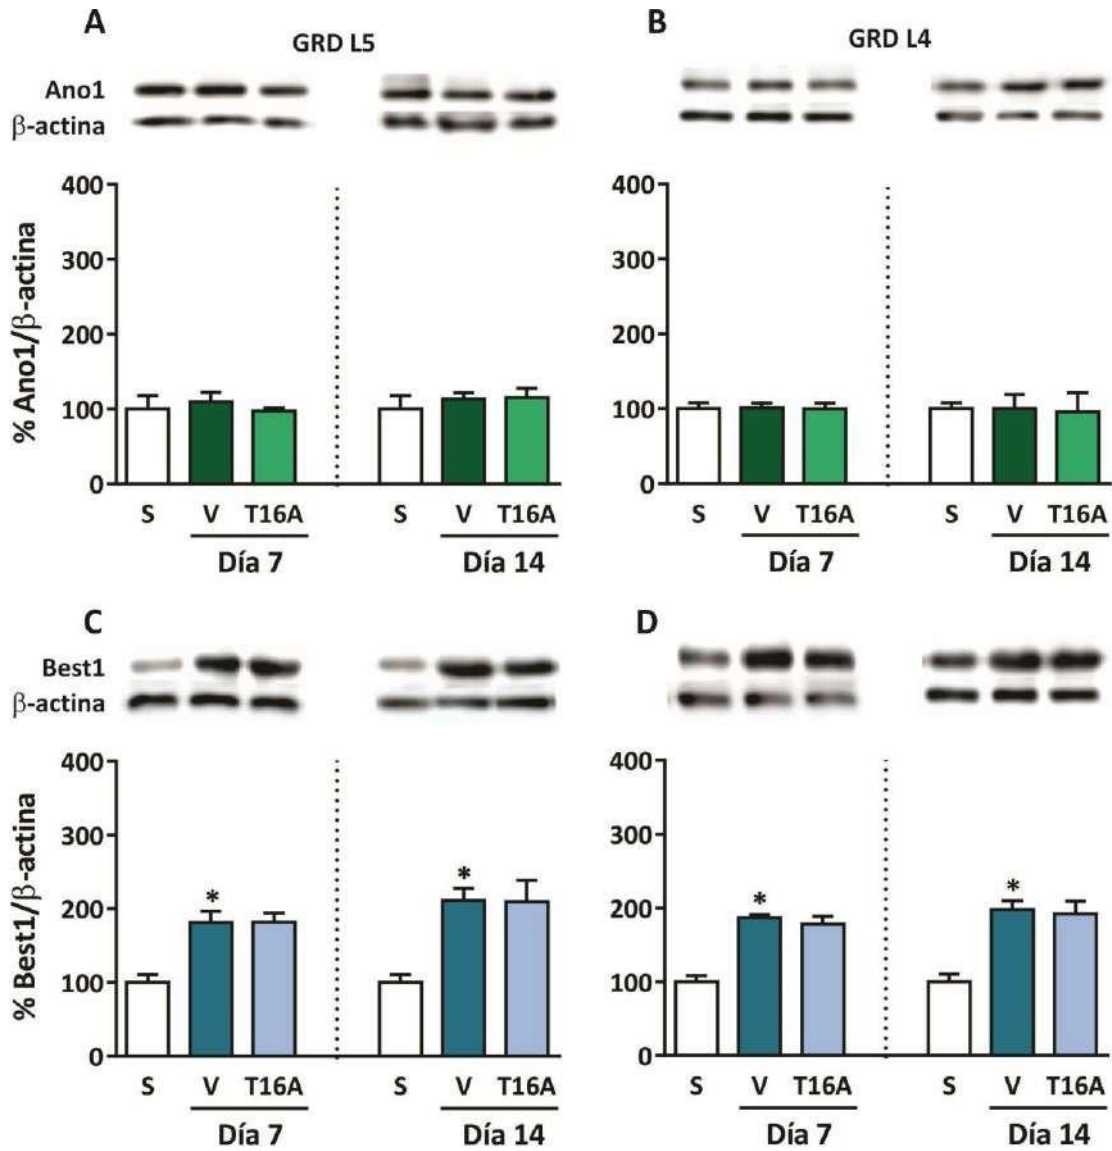 A
GRD L5
Ano1
β-actina
% Ano1/β-actina
400
300
200
100
0
S V T16A S V T16A
Día 7 Día 14
B
GRD L4
400
300
200
100
0
S V T16A S V T16A
Día 7 Día 14
C
Best1
β-actina
% Best1/β-actina
400
300
200
100
0
* *
S V T16A S V T16A
Día 7 Día 14
D
400
300
200
100
0
* *
S V T16A S V T16A
Día 7 Día 14